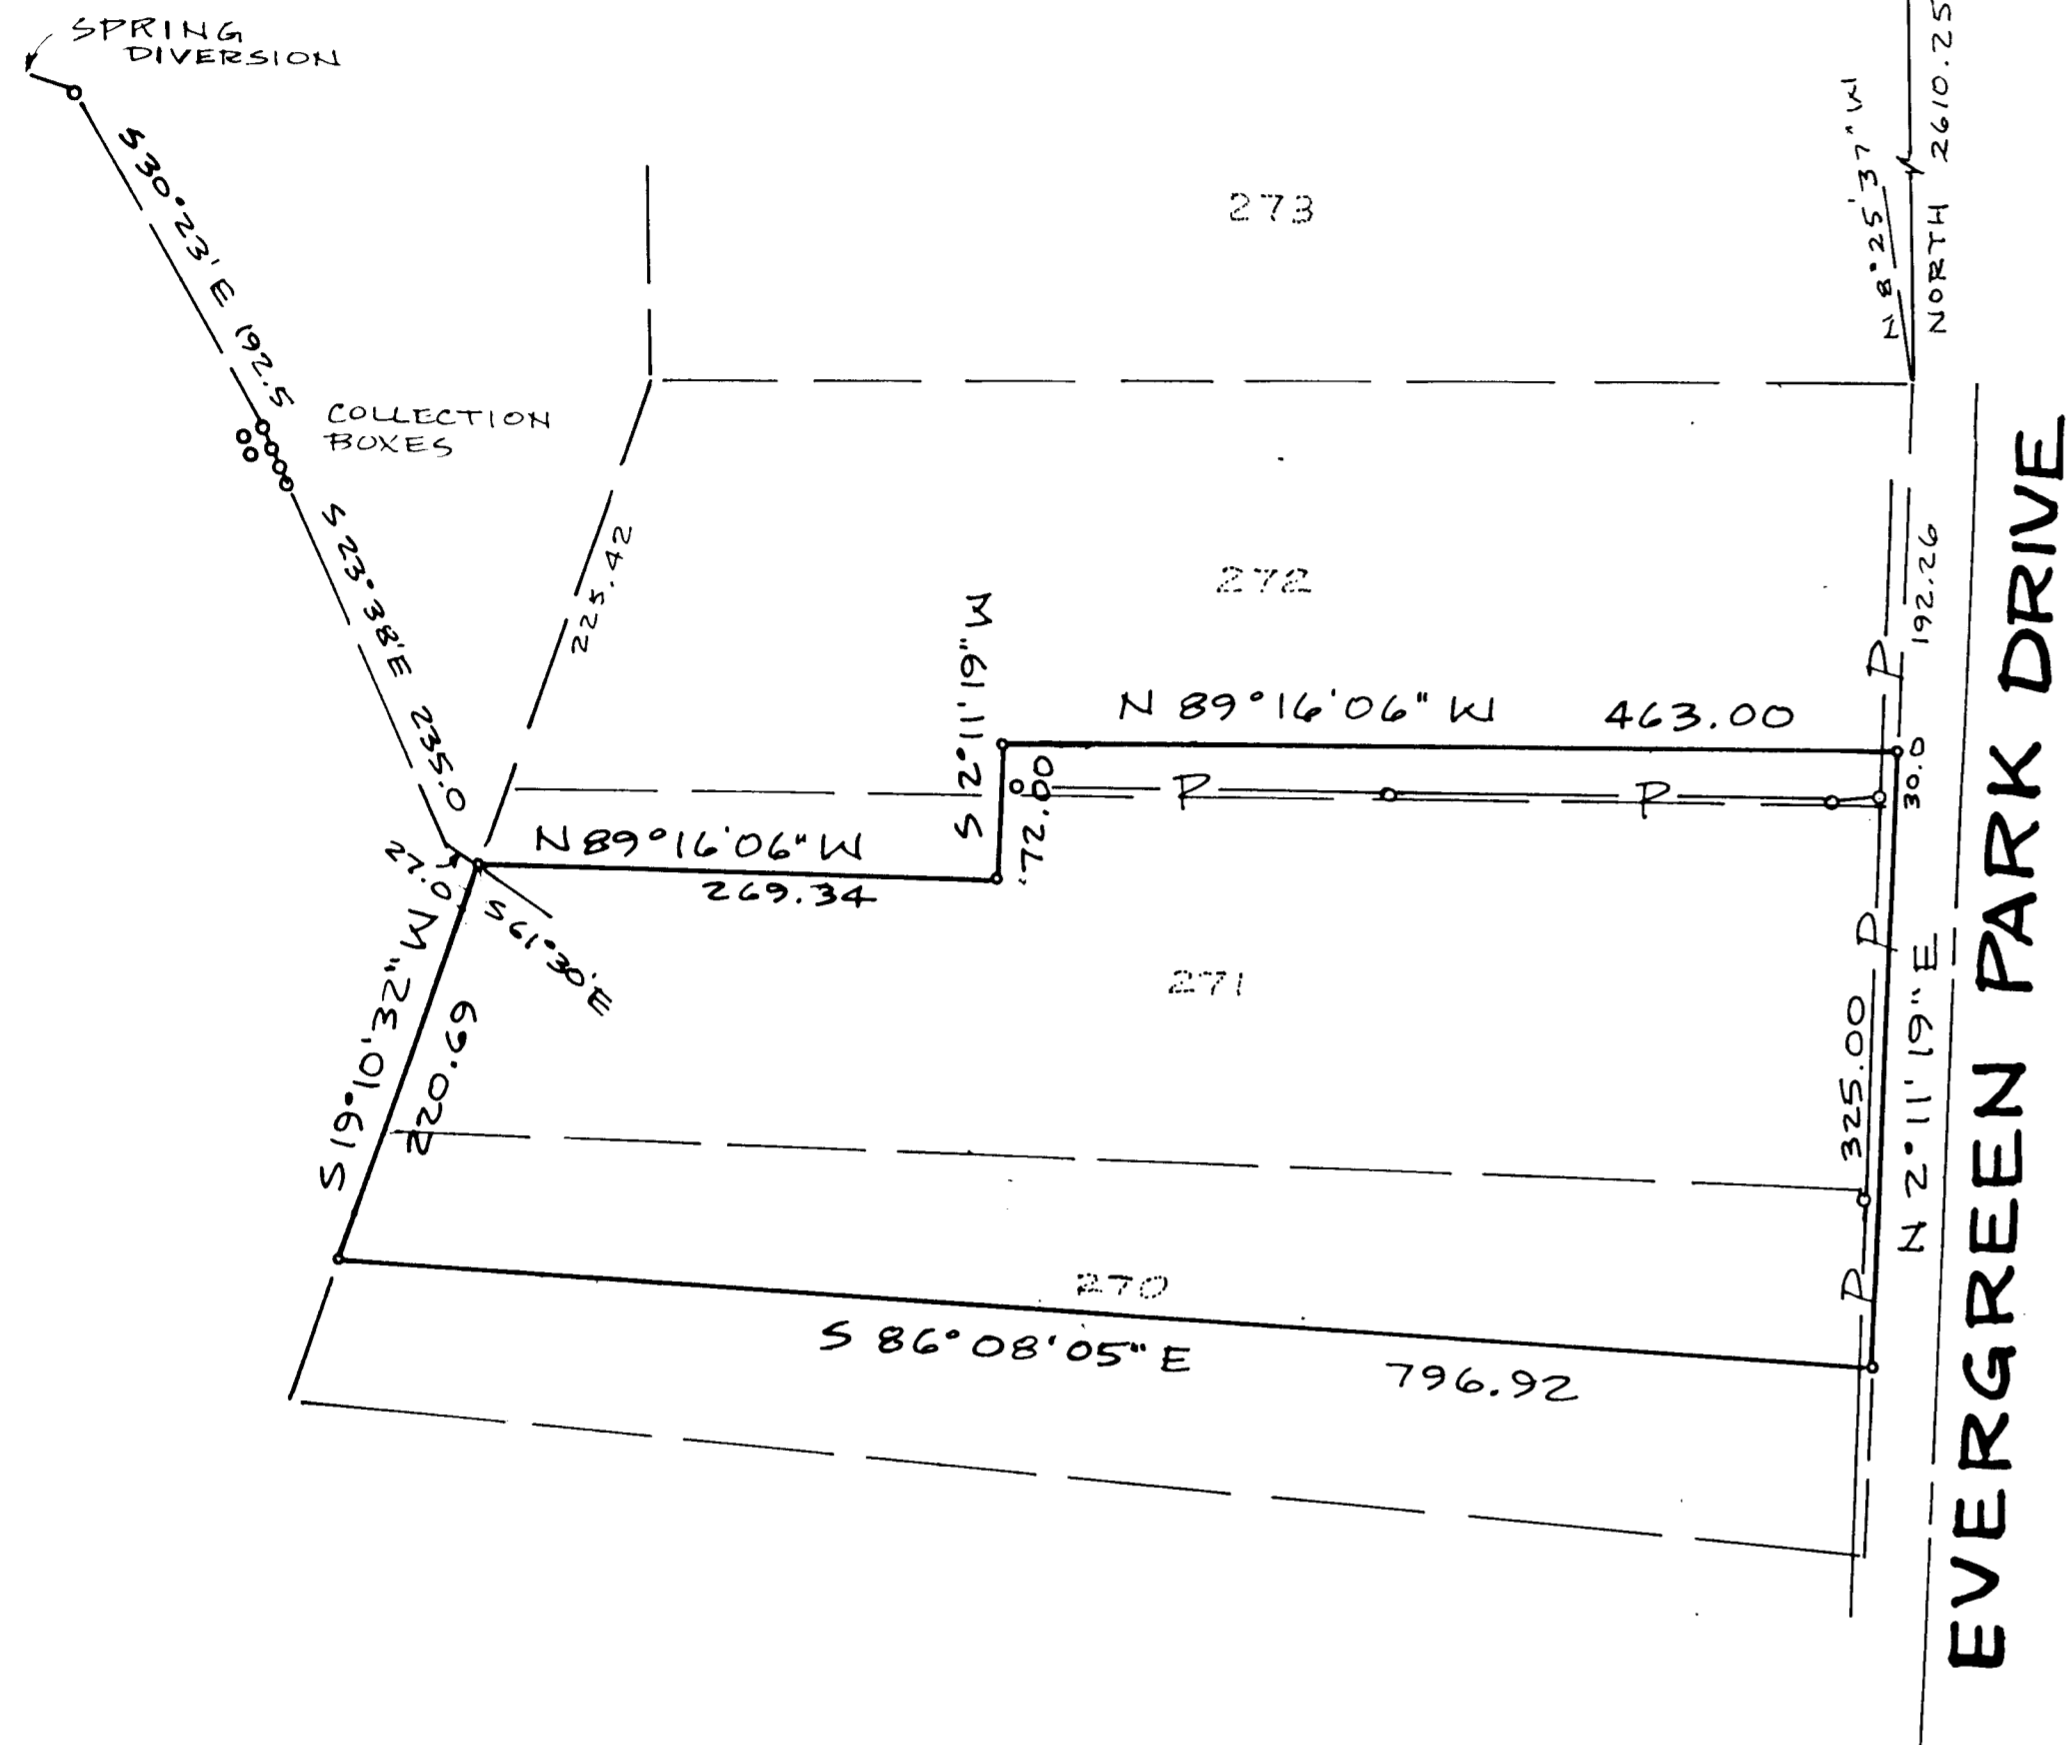 SPRING
DIVERSION
S 30°23' E 192.5
COLLECTION
BOXES
S 23°38' E 235.0
27.0
S 61°30' E
225.42
273
N 8°25'37" W
NORTH 2610.25
272
192.26
N 89°16'06" W 463.00
S 2°11'19" W
72.00
P
P
P
P
P
30.0
N 89°16'06" W
269.34
271
S 19°10'32" W
220.69
325.00
N 2°11'19" E
270
S 86°08'05" E
796.92
EVERGREEN PARK DRIVE